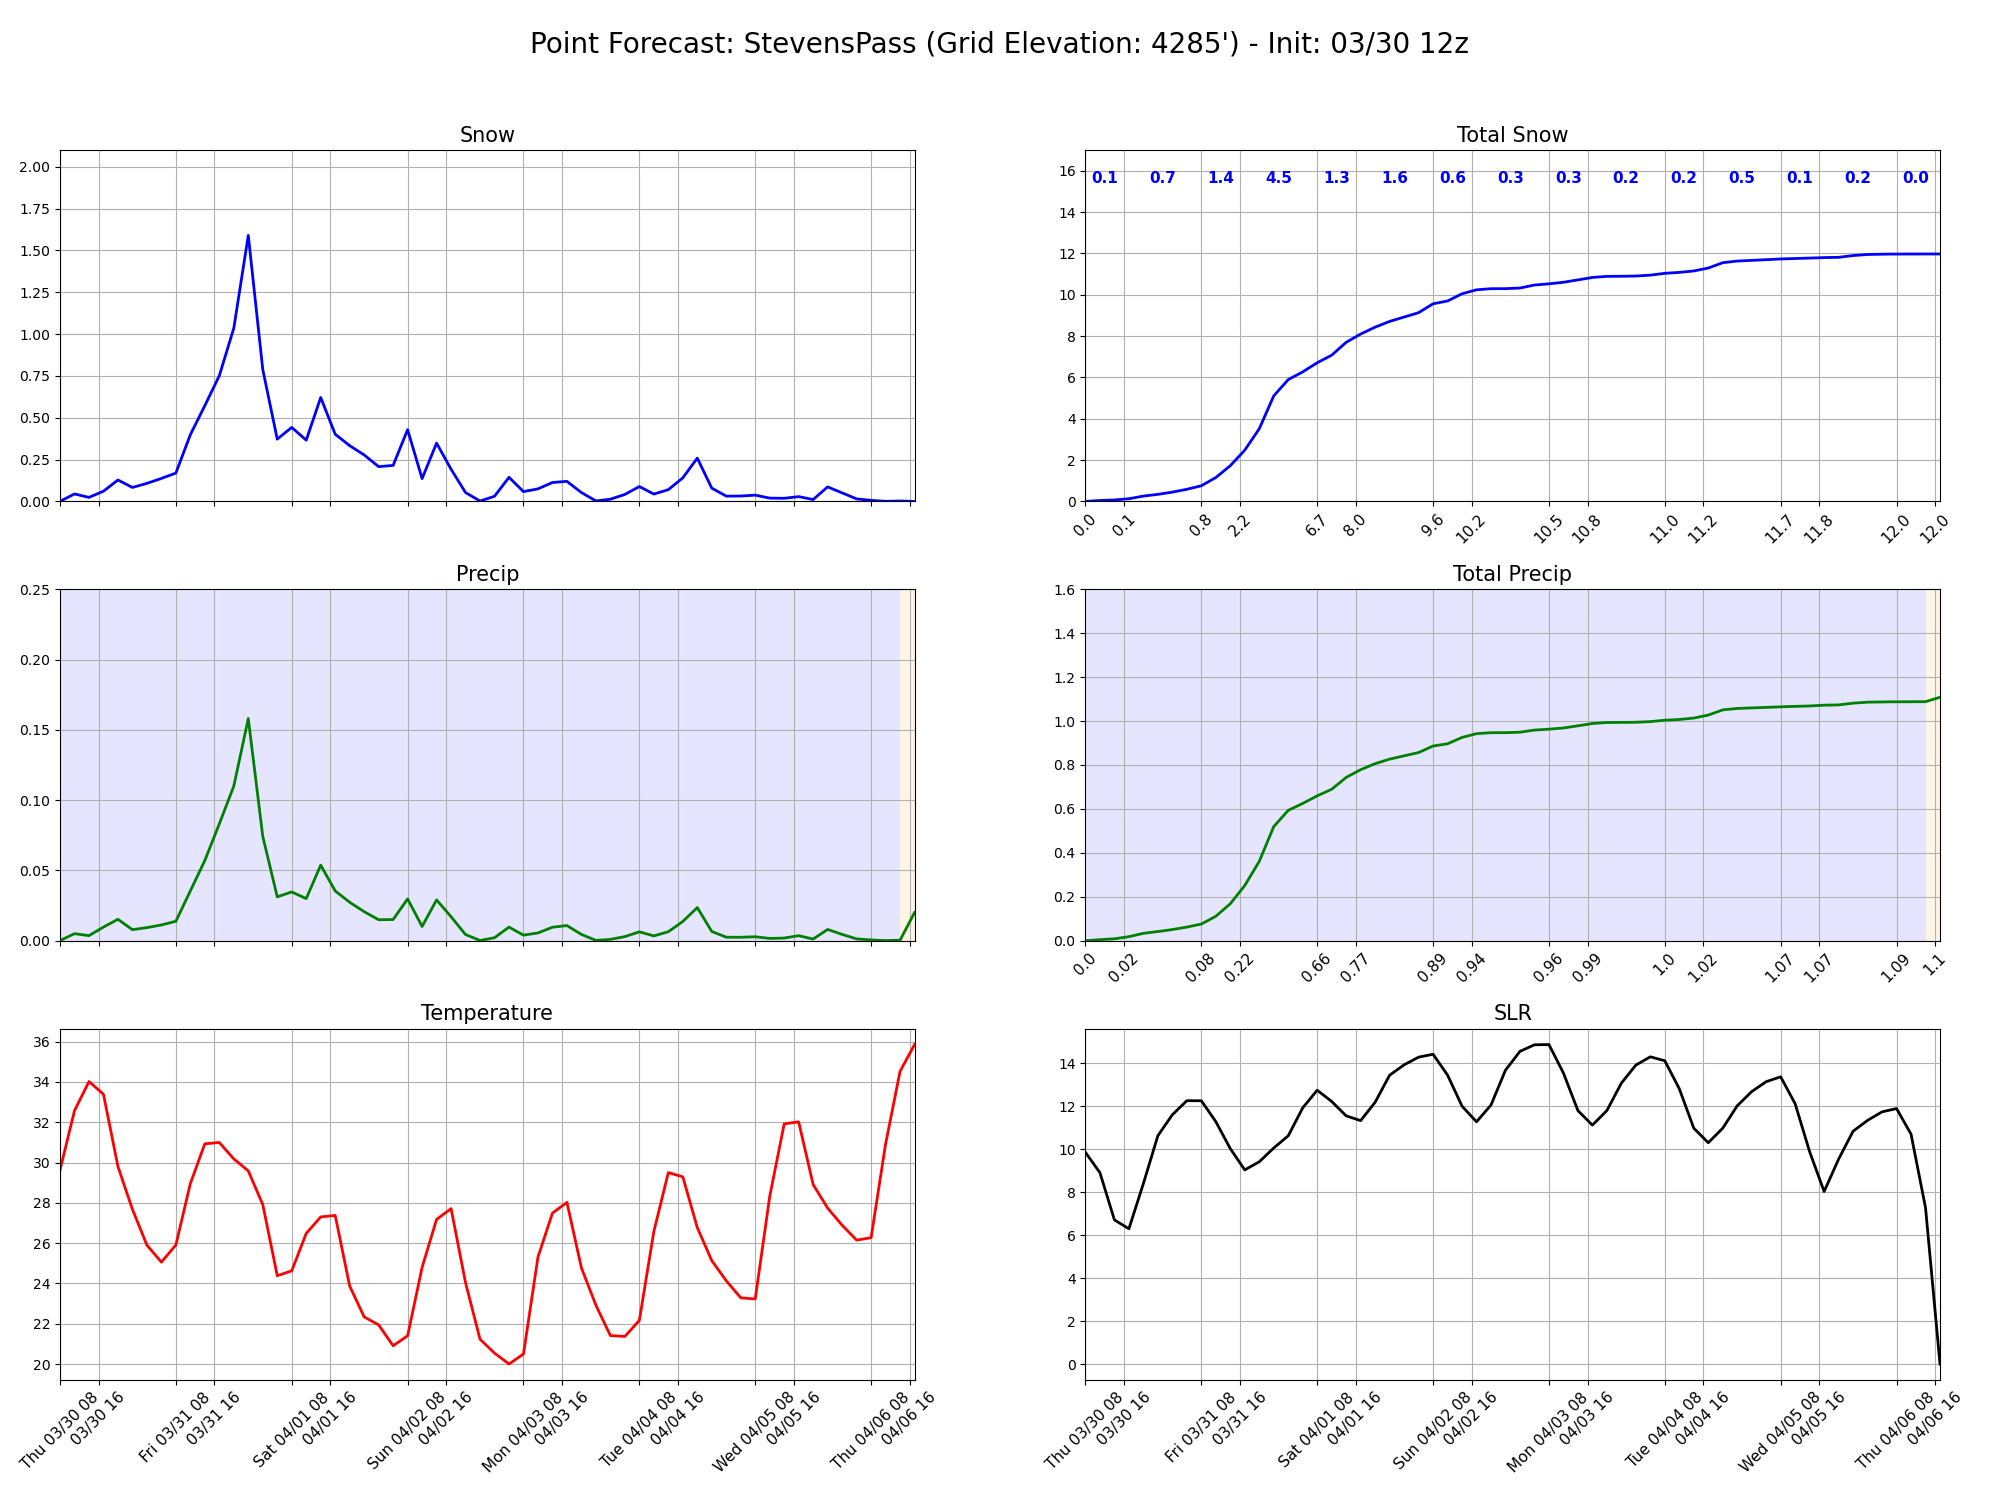 Point Forecast: StevensPass (Grid Elevation: 4285') - Init: 03/30 12z
Snow
2.00
1.75
1.50
1.25
1.00
0.75
0.50
0.25
0.00
Total Snow
0.1 0.7 1.4 4.5 1.3 1.6 0.6 0.3 0.3 0.2 0.2 0.5 0.1 0.2 0.0
16
14
12
10
8
6
4
2
0
0.0 0.1 0.8 2.2 6.7 8.0 9.6 10.2 10.5 10.8 11.0 11.2 11.7 11.8 12.0 12.0
Precip
0.25
0.20
0.15
0.10
0.05
0.00
Total Precip
1.6
1.4
1.2
1.0
0.8
0.6
0.4
0.2
0.0
0.0 0.02 0.08 0.22 0.66 0.77 0.89 0.94 0.96 0.99 1.0 1.02 1.07 1.07 1.09 1.1
Temperature
36
34
32
30
28
26
24
22
20
Thu 03/30 08
03/30 16
Fri 03/31 08
03/31 16
Sat 04/01 08
04/01 16
Sun 04/02 08
04/02 16
Mon 04/03 08
04/03 16
Tue 04/04 08
04/04 16
Wed 04/05 08
04/05 16
Thu 04/06 08
04/06 16
SLR
14
12
10
8
6
4
2
0
Thu 03/30 08
03/30 16
Fri 03/31 08
03/31 16
Sat 04/01 08
04/01 16
Sun 04/02 08
04/02 16
Mon 04/03 08
04/03 16
Tue 04/04 08
04/04 16
Wed 04/05 08
04/05 16
Thu 04/06 08
04/06 16